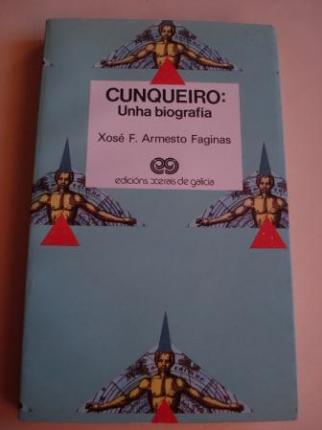 CUNQUEIRO:
Unha biografía
Xosé F. Armesto Faginas
edicións xerais de galicia